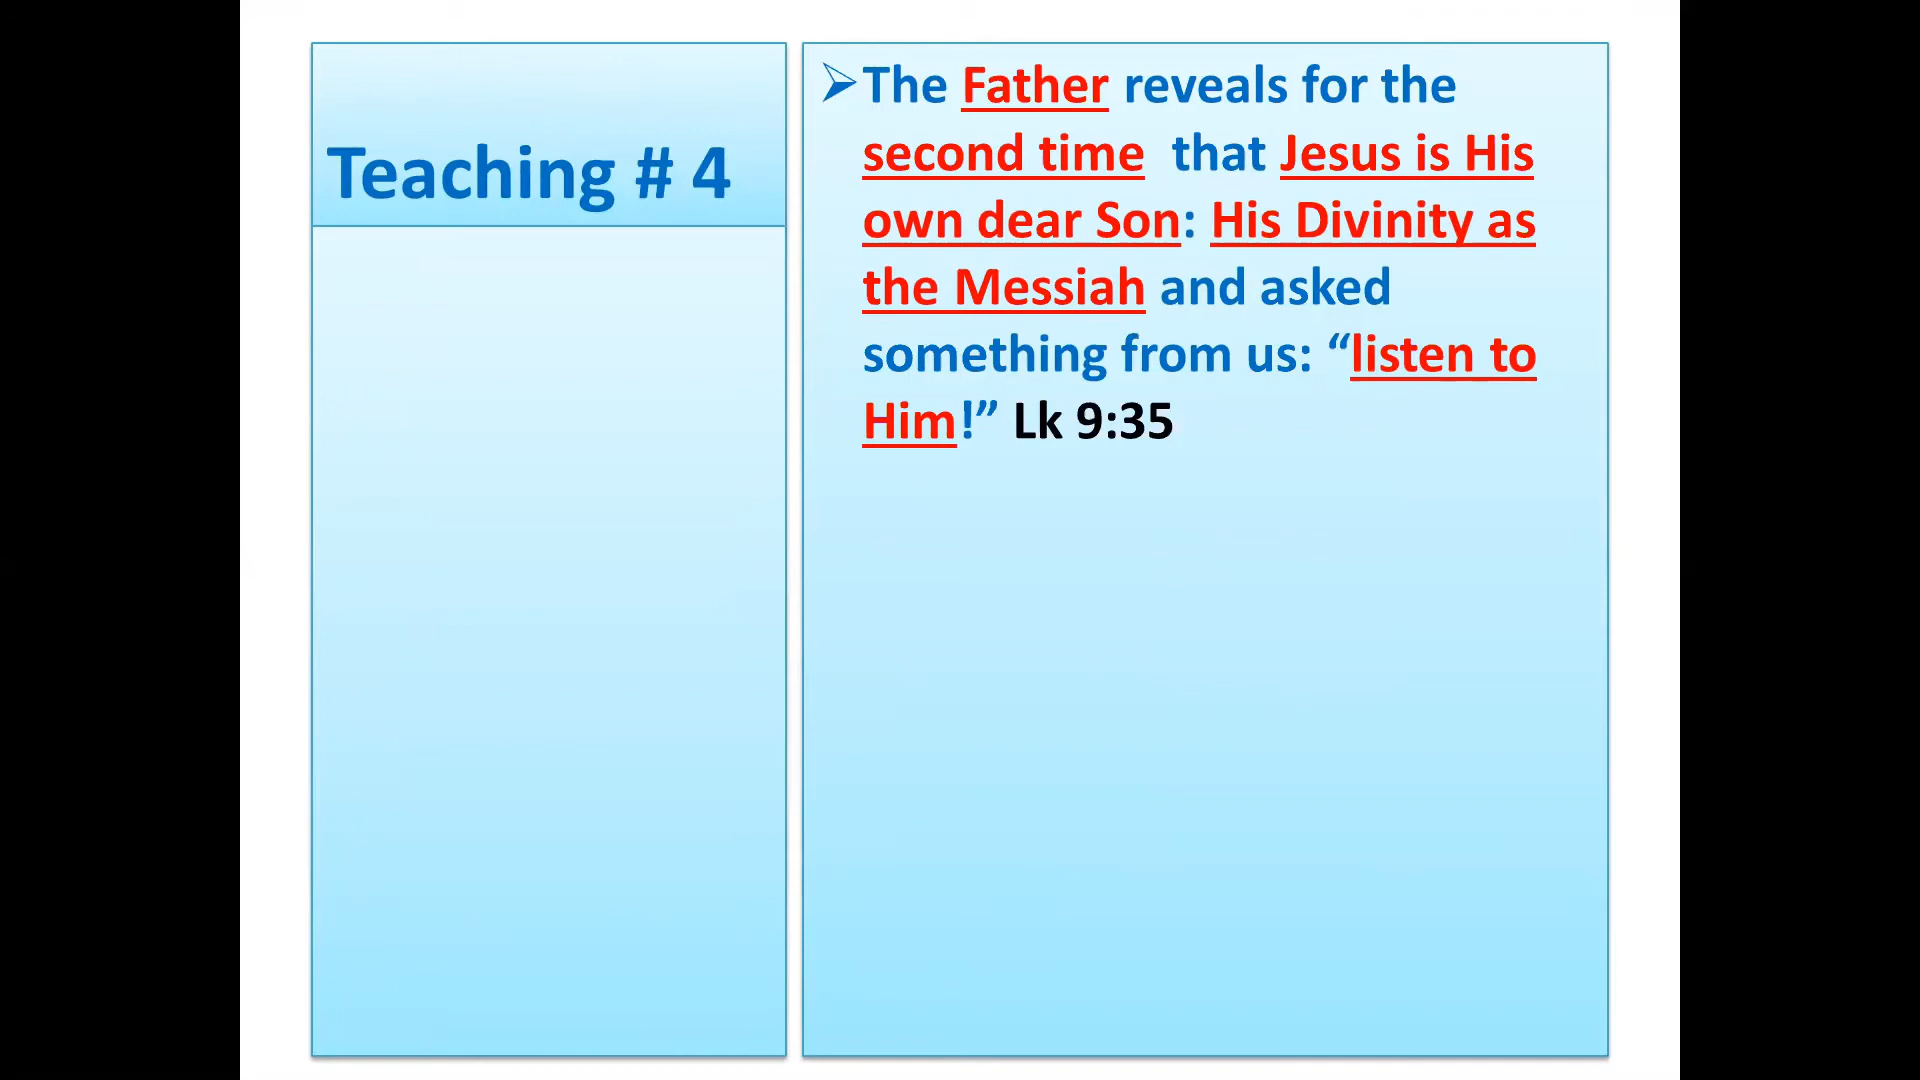 Teaching # 4
The Father reveals for the
second time  that Jesus is His
own dear Son: His Divinity as
the Messiah and asked
something from us: “listen to
Him!” Lk 9:35